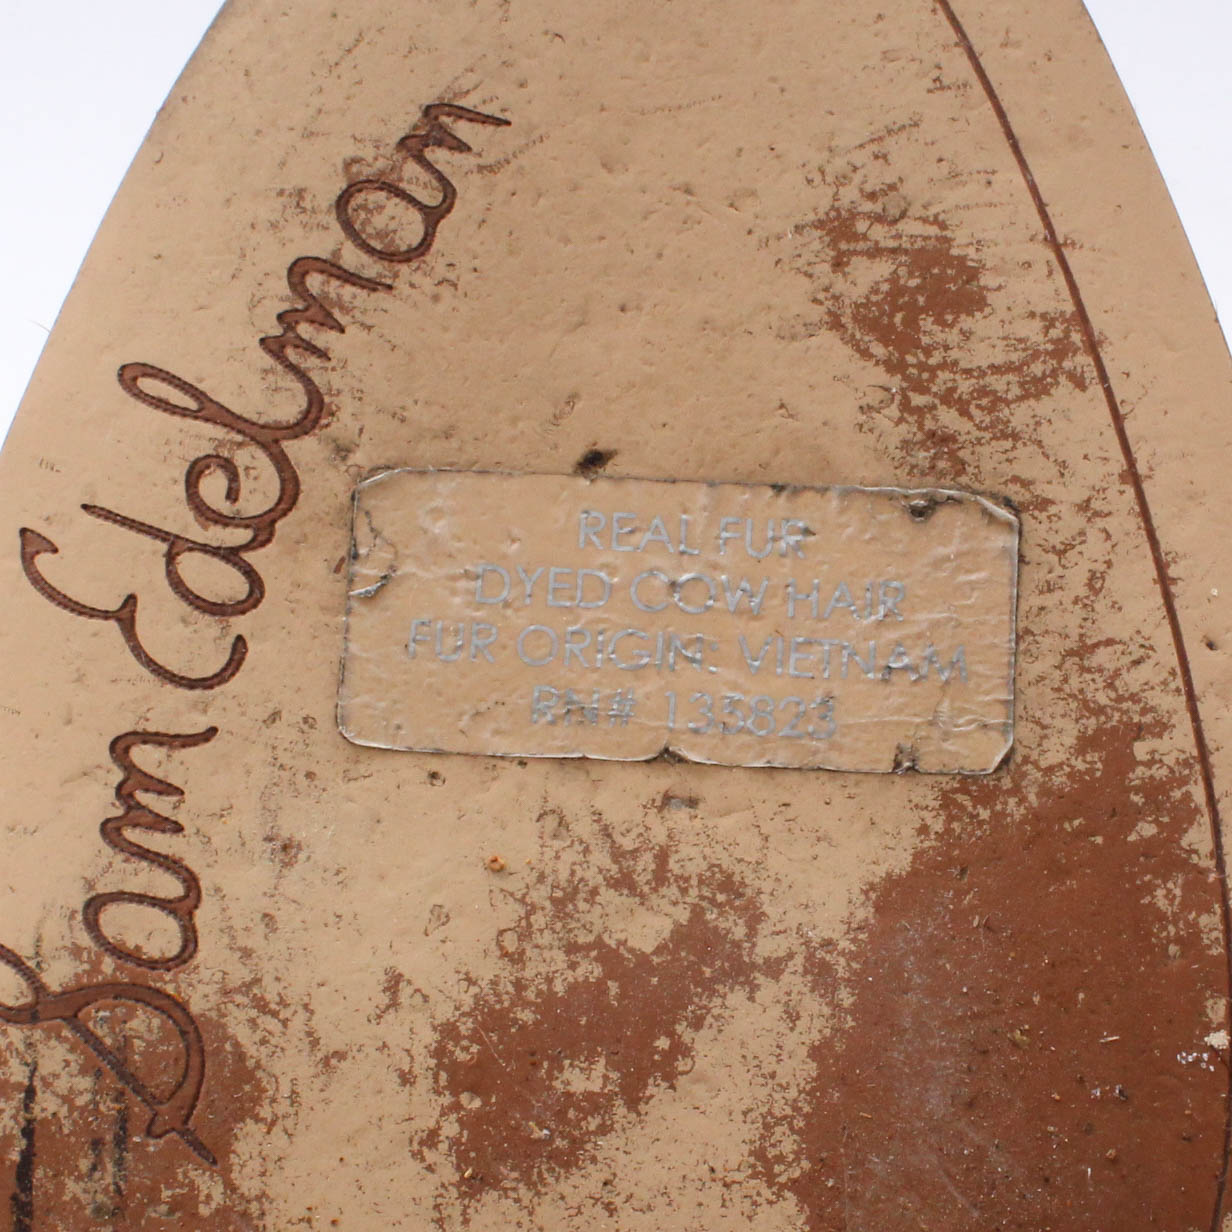 Sam Edelman
REAL FUR
DYED COW HAIR
FUR ORIGIN: VIETNAM
RN# 133823